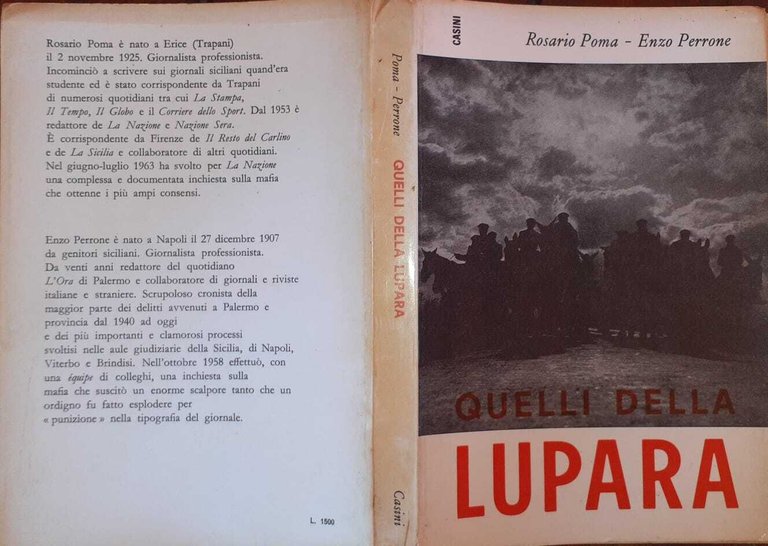 Rosario Poma è nato a Erice (Trapani)
il 2 novembre 1925. Giornalista professionista.
Incominciò a scrivere sui giornali siciliani quand'era
studente ed è stato corrispondente da Trapani
di numerosi quotidiani tra cui La Stampa,
Il Tempo, Il Globo e il Corriere dello Sport. Dal 1953 è
redattore de La Nazione e Nazione Sera.
È corrispondente da Firenze de Il Resto del Carlino
e de La Sicilia e collaboratore di altri quotidiani.
Nel giugno-luglio 1963 ha svolto per La Nazione
una complessa e documentata inchiesta sulla mafia
che ottenne i più ampi consensi.
Enzo Perrone è nato a Napoli il 27 dicembre 1907
da genitori siciliani. Giornalista professionista.
Da venti anni redattore del quotidiano
L'Ora di Palermo e collaboratore di giornali e riviste
italiane e straniere. Scrupoloso cronista della
maggior parte dei delitti avvenuti a Palermo e
provincia dal 1940 ad oggi
e dei più importanti e clamorosi processi
svoltisi nelle aule giudiziarie della Sicilia, di Napoli,
Viterbo e Brindisi. Nell'ottobre 1958 effettuò, con
una équipe di colleghi, una inchiesta sulla
mafia che suscitò un enorme scalpore tanto che un
ordigno fu fatto esplodere per
« punizione » nella tipografia del giornale.
L. 1500
Poma - Perrone
QUELLI DELLA LUPARA
Casini
CASINI
Rosario Poma - Enzo Perrone
QUELLI DELLA
LUPARA